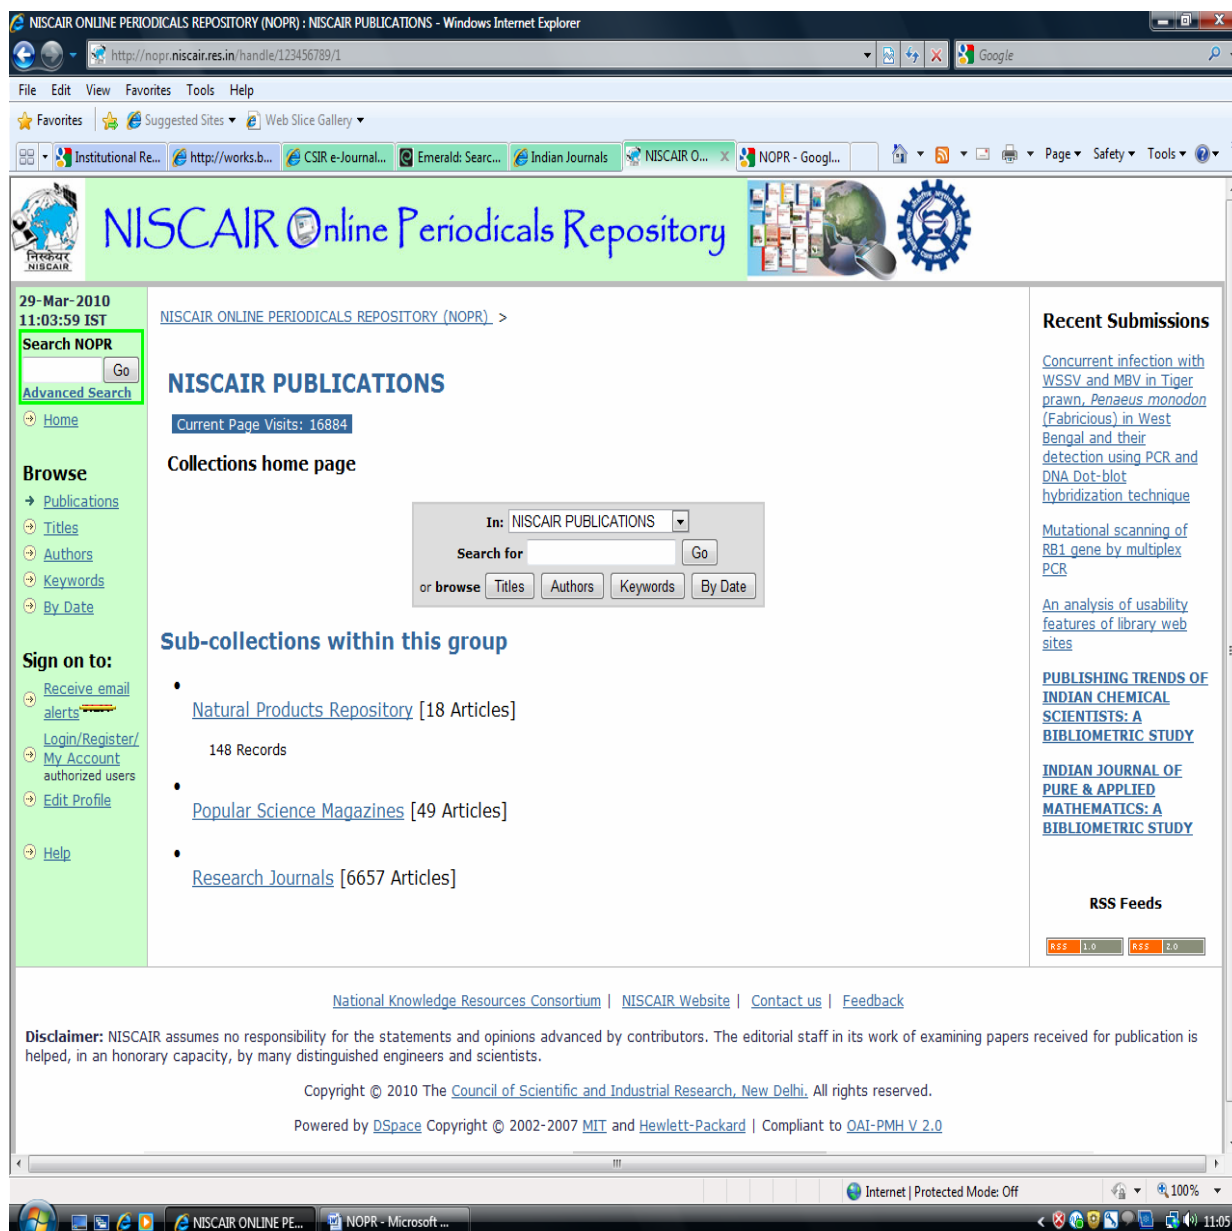 NISCAIR ONLINE PERIODICALS REPOSITORY (NOPR) : NISCAIR PUBLICATIONS - Windows Internet Explorer
http://nopr.niscair.res.in/handle/123456789/1
Google
File Edit View Favorites Tools Help
Favorites Suggested Sites Web Slice Gallery
Institutional Re... http://works.b... CSIR e-Journal... Emerald: Searc... Indian Journals NISCAIR O... NOPR - Googl... Page Safety Tools
निस्केयर
NISCAIR
NISCAIR Online Periodicals Repository
29-Mar-2010
11:03:59 IST
Search NOPR
Go
Advanced Search
Home
Browse
Publications
Titles
Authors
Keywords
By Date
Sign on to:
Receive email
alerts
Login/Register/
My Account
authorized users
Edit Profile
Help
NISCAIR ONLINE PERIODICALS REPOSITORY (NOPR) >
NISCAIR PUBLICATIONS
Current Page Visits: 16884
Collections home page
In: NISCAIR PUBLICATIONS
Search for Go
or browse Titles Authors Keywords By Date
Sub-collections within this group
• Natural Products Repository [18 Articles]
148 Records
• Popular Science Magazines [49 Articles]
• Research Journals [6657 Articles]
Recent Submissions
Concurrent infection with
WSSV and MBV in Tiger
prawn, Penaeus monodon
(Fabricious) in West
Bengal and their
detection using PCR and
DNA Dot-blot
hybridization technique
Mutational scanning of
RB1 gene by multiplex
PCR
An analysis of usability
features of library web
sites
PUBLISHING TRENDS OF
INDIAN CHEMICAL
SCIENTISTS: A
BIBLIOMETRIC STUDY
INDIAN JOURNAL OF
PURE & APPLIED
MATHEMATICS: A
BIBLIOMETRIC STUDY
RSS Feeds
RSS 1.0 RSS 2.0
National Knowledge Resources Consortium | NISCAIR Website | Contact us | Feedback
Disclaimer: NISCAIR assumes no responsibility for the statements and opinions advanced by contributors. The editorial staff in its work of examining papers received for publication is
helped, in an honorary capacity, by many distinguished engineers and scientists.
Copyright © 2010 The Council of Scientific and Industrial Research, New Delhi. All rights reserved.
Powered by DSpace Copyright © 2002-2007 MIT and Hewlett-Packard | Compliant to OAI-PMH V 2.0
Internet | Protected Mode: Off 100%
NISCAIR ONLINE PE... NOPR - Microsoft ... 11:05